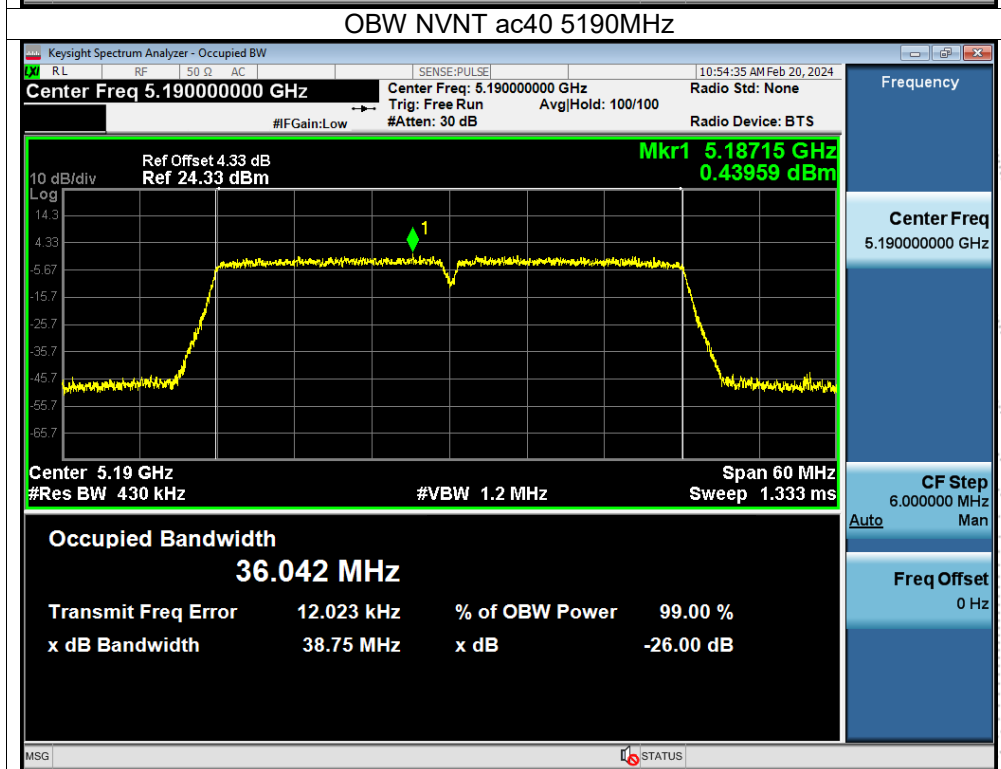 OBW NVNT ac40 5190MHz
Keysight Spectrum Analyzer - Occupied BW
LXI RL RF 50 Ω AC SENSE:PULSE 10:54:35 AM Feb 20, 2024
Center Freq 5.190000000 GHz
Center Freq: 5.190000000 GHz
Radio Std: None
Trig: Free Run Avg|Hold: 100/100
#IFGain:Low
#Atten: 30 dB
Radio Device: BTS
Frequency
Mkr1 5.18715 GHz
0.43959 dBm
Ref Offset 4.33 dB
10 dB/div Ref 24.33 dBm
Log
14.3
4.33
-5.67
-15.7
-25.7
-35.7
-45.7
-55.7
-65.7
1
Center 5.19 GHz
Span 60 MHz
#Res BW 430 kHz
#VBW 1.2 MHz
Sweep 1.333 ms
Occupied Bandwidth
36.042 MHz
Transmit Freq Error 12.023 kHz % of OBW Power 99.00 %
x dB Bandwidth 38.75 MHz x dB -26.00 dB
Center Freq
5.190000000 GHz
CF Step
6.000000 MHz
Auto Man
Freq Offset
0 Hz
MSG
STATUS